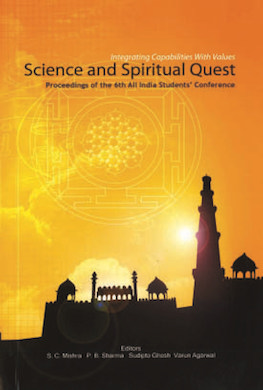 Integrating Capabilities With Values
Science and Spiritual Quest
Proceedings of the 6th All India Students' Conference
Editors
S. C. Mishra P. B. Sharma Sudipto Ghosh Varun Agarwal